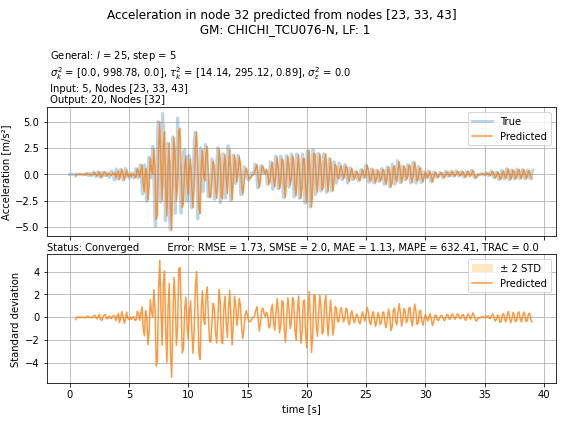 Acceleration in node 32 predicted from nodes [23, 33, 43]
GM: CHICHI_TCU076-N, LF: 1
General: l = 25, step = 5
σ²ₖ = [0.0, 998.78, 0.0], τ²ₖ = [14.14, 295.12, 0.89], σ²ε = 0.0
Input: 5, Nodes [23, 33, 43]
Output: 20, Nodes [32]
Acceleration [m/s²]
5.0
2.5
0.0
−2.5
−5.0
True
Predicted
Status: Converged Error: RMSE = 1.73, SMSE = 2.0, MAE = 1.13, MAPE = 632.41, TRAC = 0.0
Standard deviation
4
2
0
−2
−4
± 2 STD
Predicted
0 5 10 15 20 25 30 35 40
time [s]